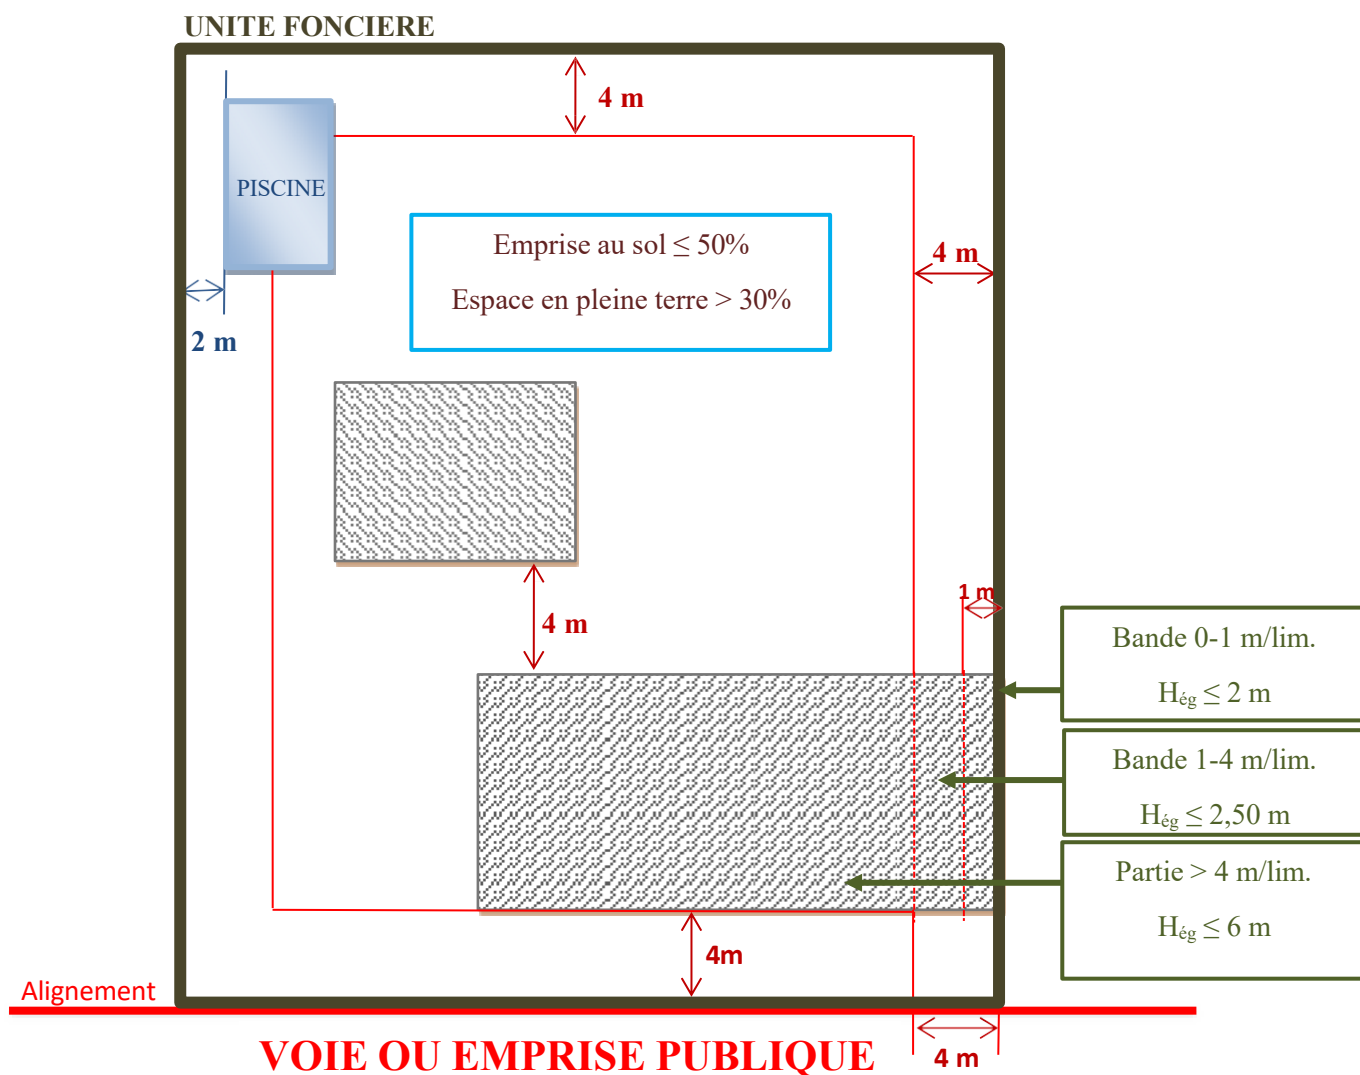 UNITE FONCIERE
4 m
PISCINE
Emprise au sol ≤ 50%
Espace en pleine terre > 30%
4 m
2 m
4 m
1 m
Bande 0-1 m/lim.
Hég ≤ 2 m
Bande 1-4 m/lim.
Hég ≤ 2,50 m
Partie > 4 m/lim.
Hég ≤ 6 m
4m
Alignement
VOIE OU EMPRISE PUBLIQUE
4 m